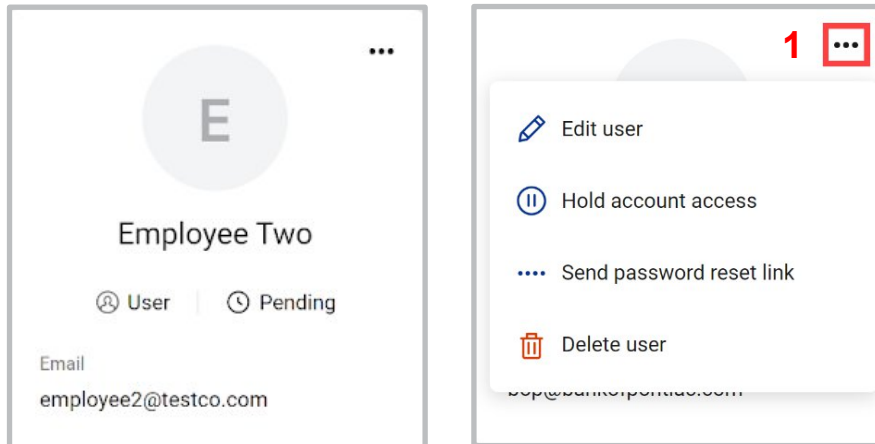 E
Employee Two
User
Pending
Email
employee2@testco.com
1
Edit user
Hold account access
Send password reset link
Delete user